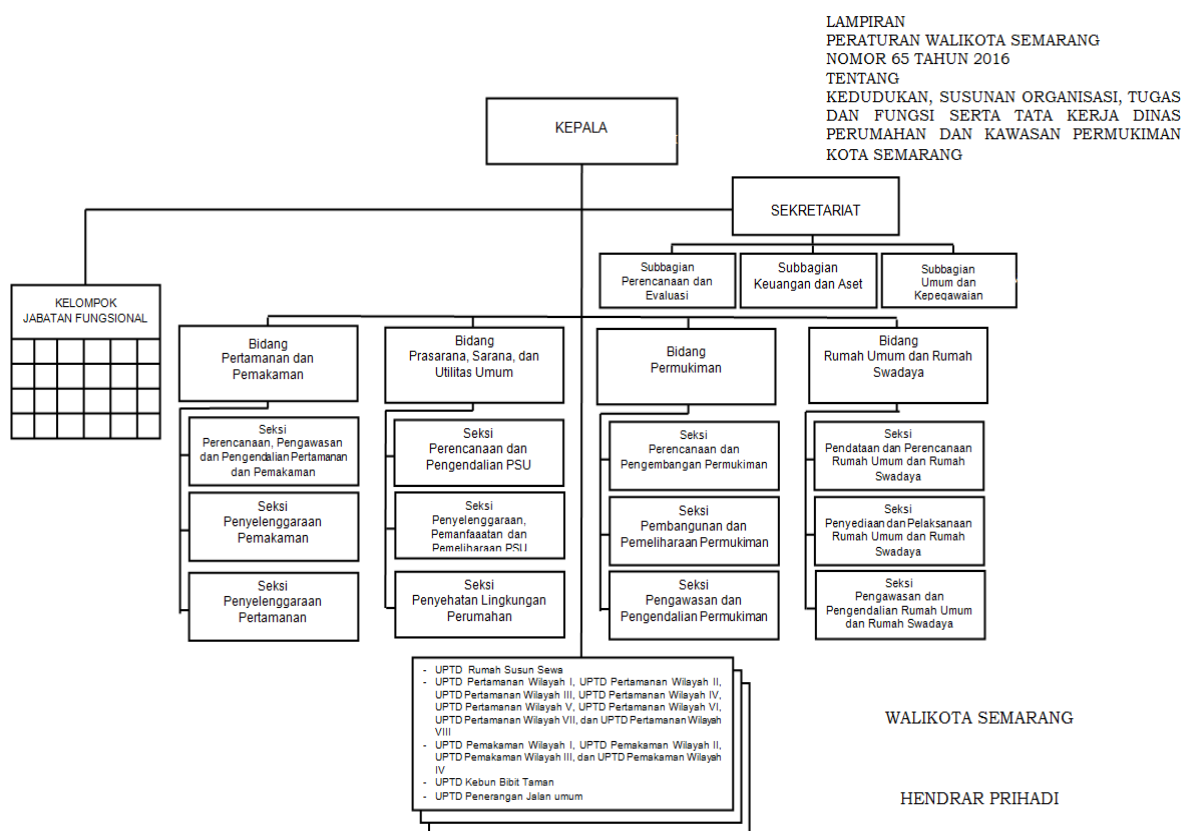 LAMPIRAN
PERATURAN WALIKOTA SEMARANG
NOMOR 65 TAHUN 2016
TENTANG
KEDUDUKAN, SUSUNAN ORGANISASI, TUGAS
DAN FUNGSI SERTA TATA KERJA DINAS
PERUMAHAN DAN KAWASAN PERMUKIMAN
KOTA SEMARANG
KEPALA
SEKRETARIAT
Subbagian
Perencanaan dan
Evaluasi
Subbagian
Keuangan dan Aset
Subbagian
Umum dan
Kepegawaian
KELOMPOK
JABATAN FUNGSIONAL
Bidang
Pertamanan dan
Pemakaman
Seksi
Perencanaan, Pengawasan
dan Pengendalian Pertamanan
dan Pemakaman
Seksi
Penyelenggaraan
Pemakaman
Seksi
Penyelenggaraan
Pertamanan
Bidang
Prasarana, Sarana, dan
Utilitas Umum
Seksi
Perencanaan dan
Pengendalian PSU
Seksi
Penyelenggaraan,
Pemanfaaatan dan
Pemeliharaan PSU
Seksi
Penyehatan Lingkungan
Perumahan
Bidang
Permukiman
Seksi
Perencanaan dan
Pengembangan Permukiman
Seksi
Pembangunan dan
Pemeliharaan Permukiman
Seksi
Pengawasan dan
Pengendalian Permukiman
Bidang
Rumah Umum dan Rumah
Swadaya
Seksi
Pendataan dan Perencanaan
Rumah Umum dan Rumah
Swadaya
Seksi
Penyediaan dan Pelaksanaan
Rumah Umum dan Rumah
Swadaya
Seksi
Pengawasan dan
Pengendalian Rumah Umum
dan Rumah Swadaya
- UPTD Rumah Susun Sewa
- UPTD Pertamanan Wilayah I, UPTD Pertamanan Wilayah II,
UPTD Pertamanan Wilayah III, UPTD Pertamanan Wilayah IV,
UPTD Pertamanan Wilayah V, UPTD Pertamanan Wilayah VI,
UPTD Pertamanan Wilayah VII, dan UPTD Pertamanan Wilayah
VIII
- UPTD Pemakaman Wilayah I, UPTD Pemakaman Wilayah II,
UPTD Pemakaman Wilayah III, dan UPTD Pemakaman Wilayah
IV
- UPTD Kebun Bibit Taman
- UPTD Penerangan Jalan umum
WALIKOTA SEMARANG
HENDRAR PRIHADI